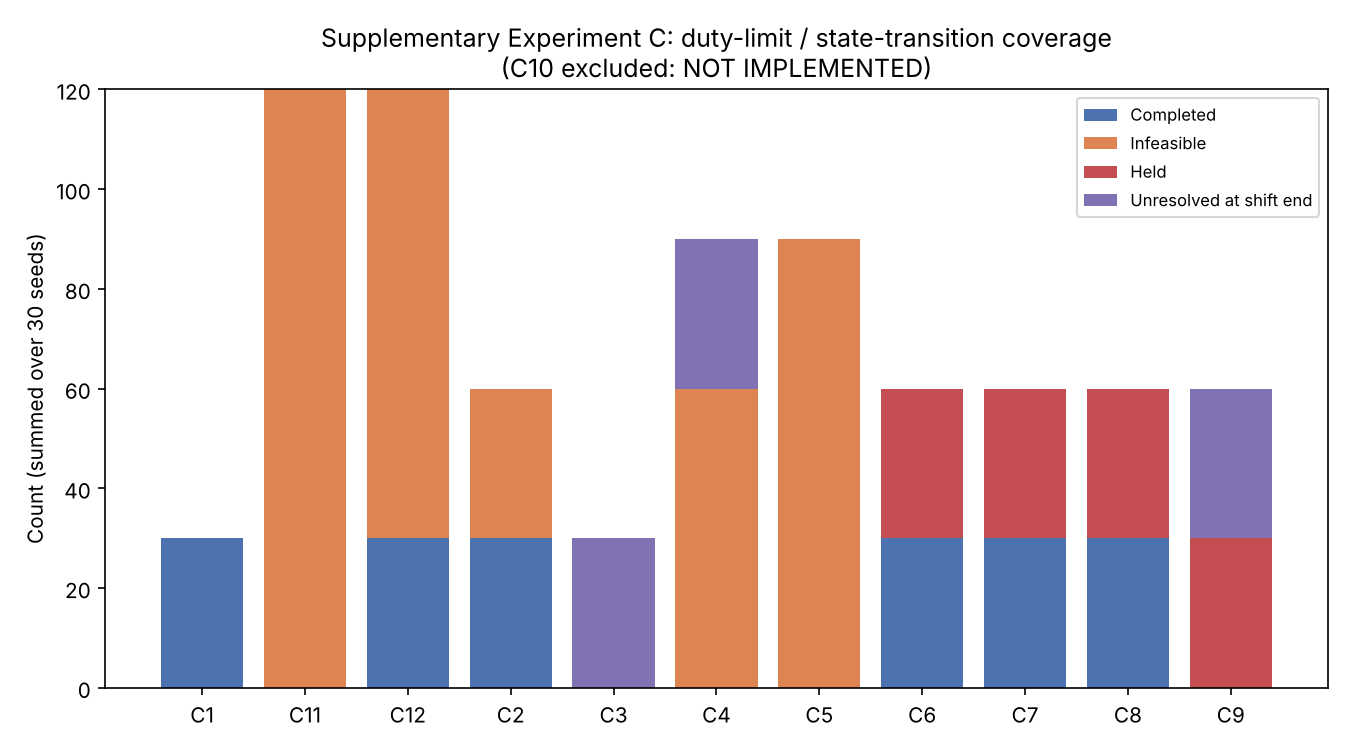 Supplementary Experiment C: duty-limit / state-transition coverage
(C10 excluded: NOT IMPLEMENTED)
Completed
Infeasible
Held
Unresolved at shift end
Count (summed over 30 seeds)
120
100
80
60
40
20
0
C1 C11 C12 C2 C3 C4 C5 C6 C7 C8 C9